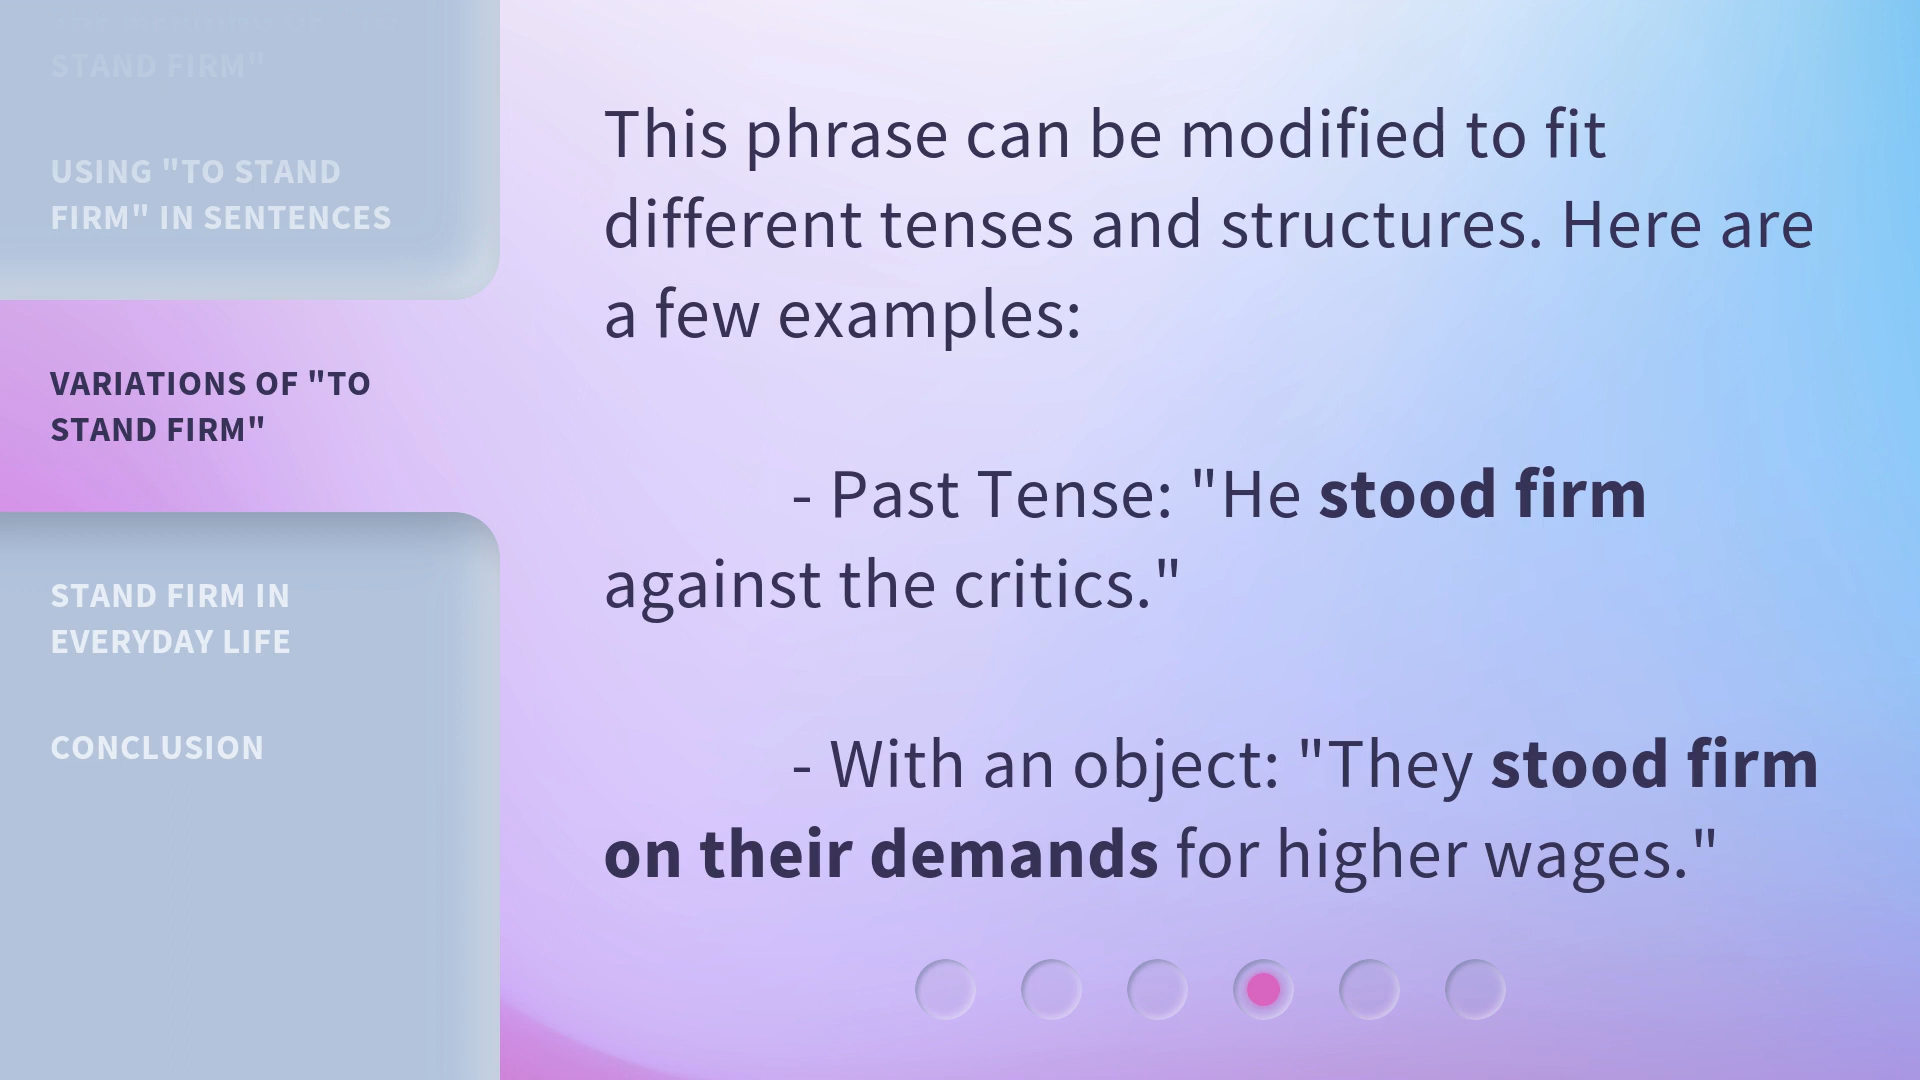 STAND FIRM"
USING "TO STAND
FIRM" IN SENTENCES
VARIATIONS OF "TO
STAND FIRM"
STAND FIRM IN
EVERYDAY LIFE
CONCLUSION
This phrase can be modified to fit
different tenses and structures. Here are
a few examples:
- Past Tense: "He stood firm
against the critics."
- With an object: "They stood firm
on their demands for higher wages."